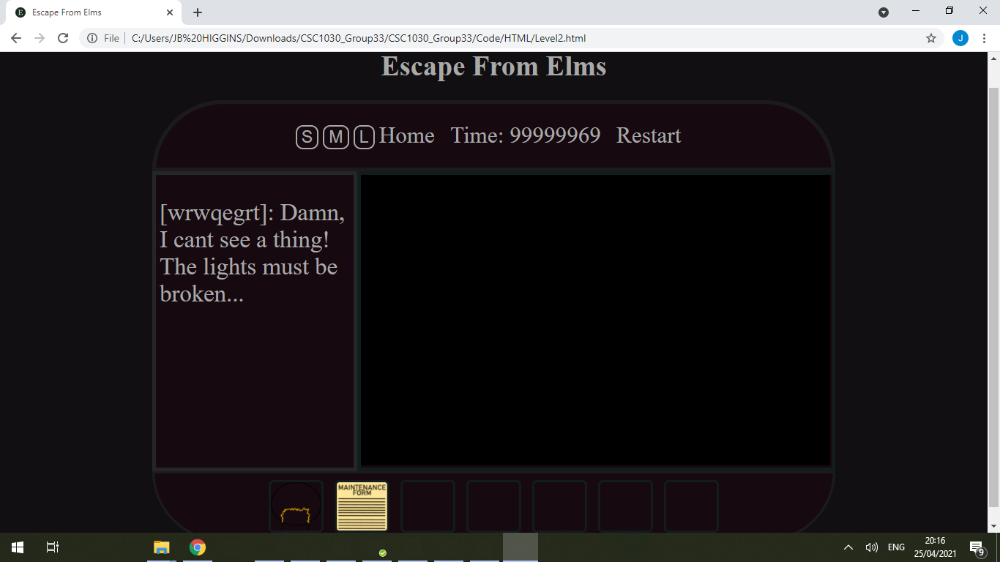 Escape From Elms
File
C:/Users/JB%20HIGGINS/Downloads/CSC1030_Group33/CSC1030_Group33/Code/HTML/Level2.html
J
Escape From Elms
S M L Home Time: 99999969 Restart
[wrwqegrt]: Damn,
I cant see a thing!
The lights must be
broken...
MAINTENANCE
FORM
ENG
20:16
25/04/2021
9